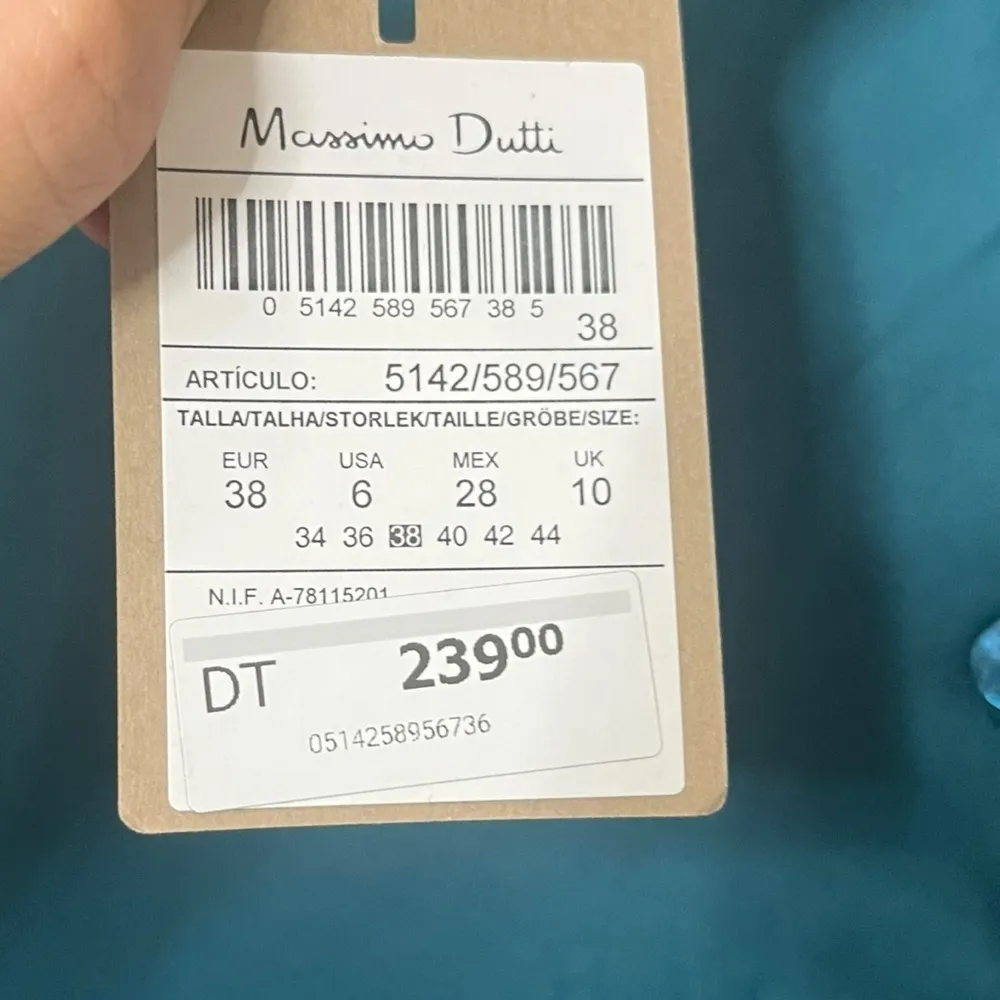 Massimo Dutti
0 5142 589 567 38 5
38
ARTÍCULO: 5142/589/567
TALLA/TALHA/STORLEK/TAILLE/GRÖBE/SIZE:
EUR USA MEX UK
38 6 28 10
34 36 38 40 42 44
N.I.F. A-78115201
DT 239⁰⁰
0514258956736